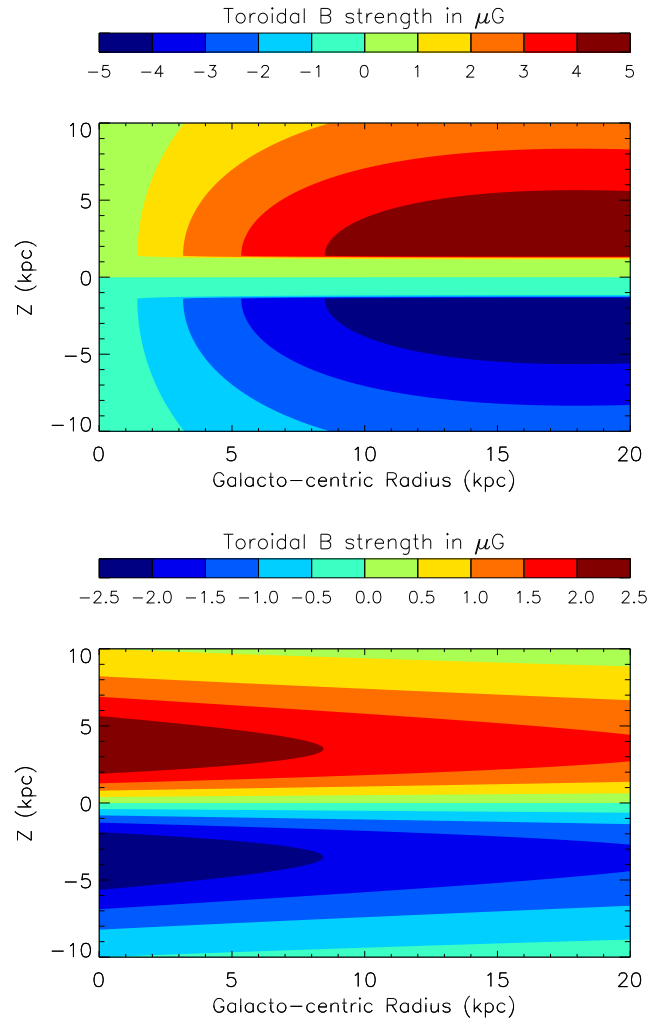 Toroidal B strength in μG
−5 −4 −3 −2 −1 0 1 2 3 4 5
10
5
0
−5
−10
Z (kpc)
0 5 10 15 20
Galacto−centric Radius (kpc)
Toroidal B strength in μG
−2.5 −2.0 −1.5 −1.0 −0.5 0.0 0.5 1.0 1.5 2.0 2.5
10
5
0
−5
−10
Z (kpc)
0 5 10 15 20
Galacto−centric Radius (kpc)